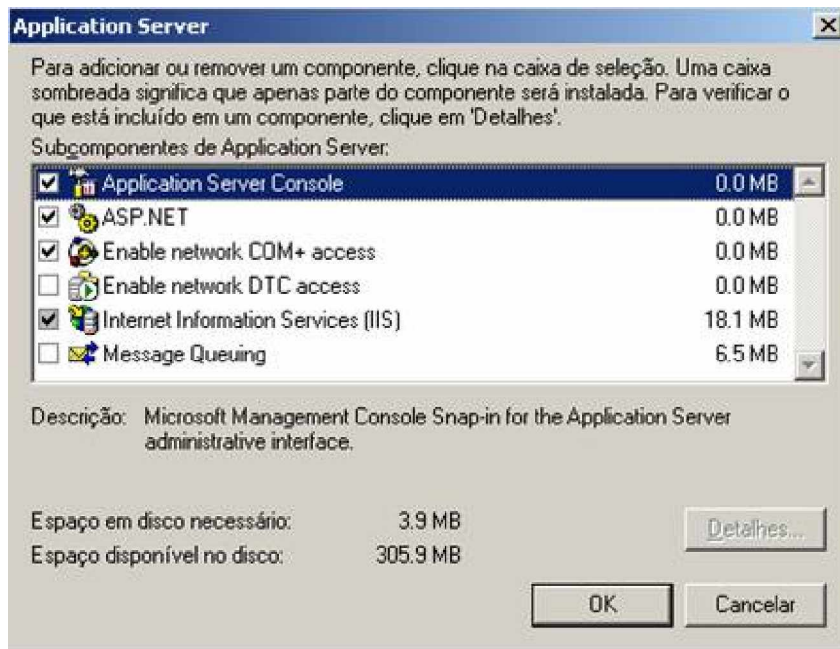 Application Server
Para adicionar ou remover um componente, clique na caixa de seleção. Uma caixa
sombreada significa que apenas parte do componente será instalada. Para verificar o
que está incluído em um componente, clique em 'Detalhes'.
Subcomponentes de Application Server:
Application Server Console 0.0 MB
ASP.NET 0.0 MB
Enable network COM+ access 0.0 MB
Enable network DTC access 0.0 MB
Internet Information Services (IIS) 18.1 MB
Message Queuing 6.5 MB
Descrição: Microsoft Management Console Snap-in for the Application Server
administrative interface.
Espaço em disco necessário: 3.9 MB
Espaço disponível no disco: 305.9 MB
Detalhes...
OK Cancelar